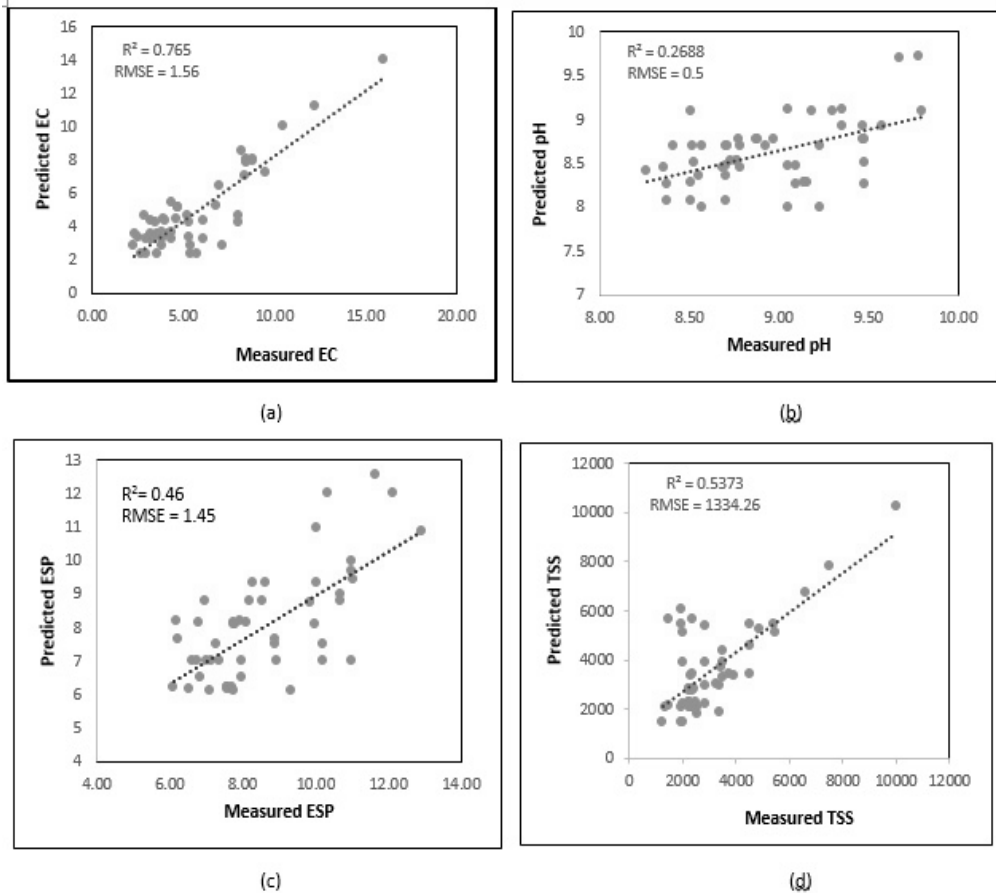 R² = 0.765
RMSE = 1.56
Predicted EC
16
14
12
10
8
6
4
2
0
0.00 5.00 10.00 15.00 20.00
Measured EC
(a)
R² = 0.2688
RMSE = 0.5
Predicted pH
10
9.5
9
8.5
8
7.5
7
8.00 8.50 9.00 9.50 10.00
Measured pH
(b)
R²= 0.46
RMSE = 1.45
Predicted ESP
13
12
11
10
9
8
7
6
5
4
4.00 6.00 8.00 10.00 12.00 14.00
Measured ESP
(c)
R² = 0.5373
RMSE = 1334.26
Predicted TSS
12000
10000
8000
6000
4000
2000
0
0 2000 4000 6000 8000 10000 12000
Measured TSS
(d)